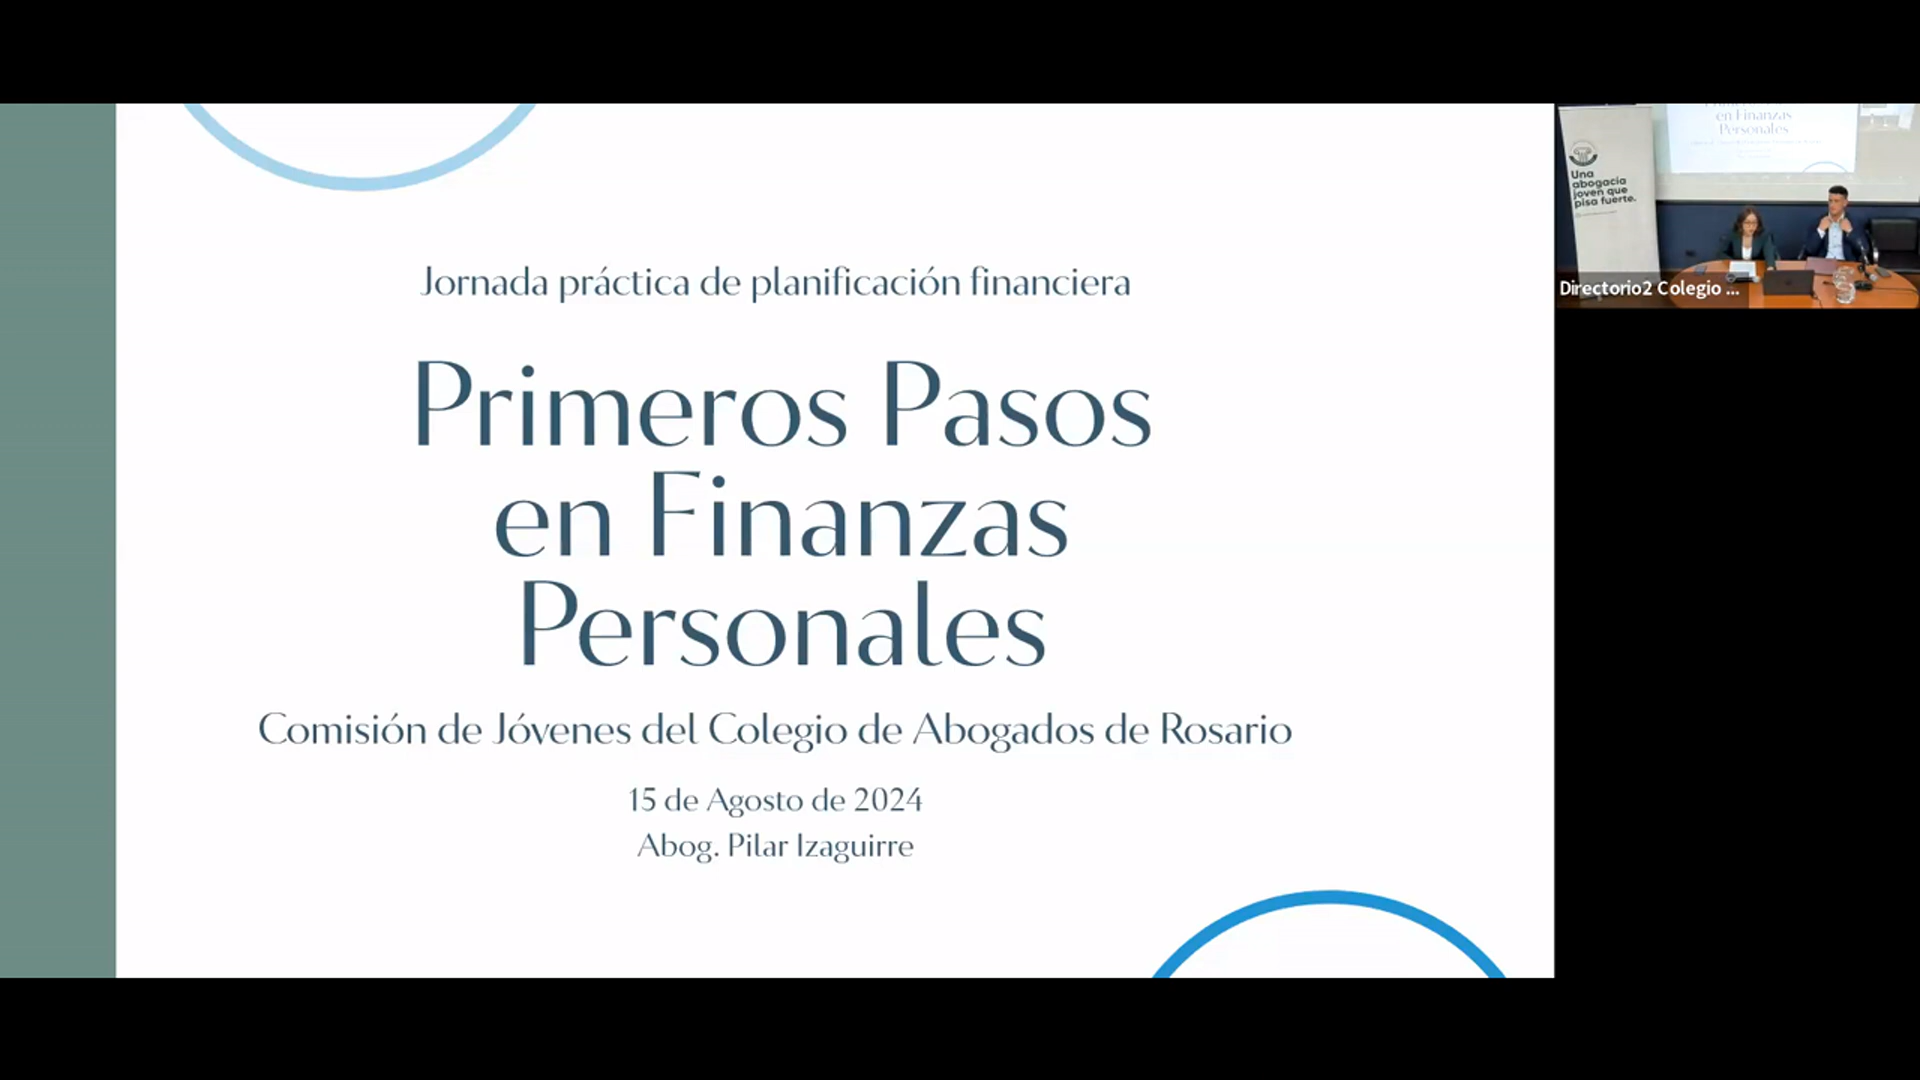 Jornada práctica de planificación financiera
Primeros Pasos
en Finanzas
Personales
Comisión de Jóvenes del Colegio de Abogados de Rosario
15 de Agosto de 2024
Abog. Pilar Izaguirre
en Finanzas
Personales
Una
abogacía
joven que
pisa fuerte.
Directorio2 Colegio ...